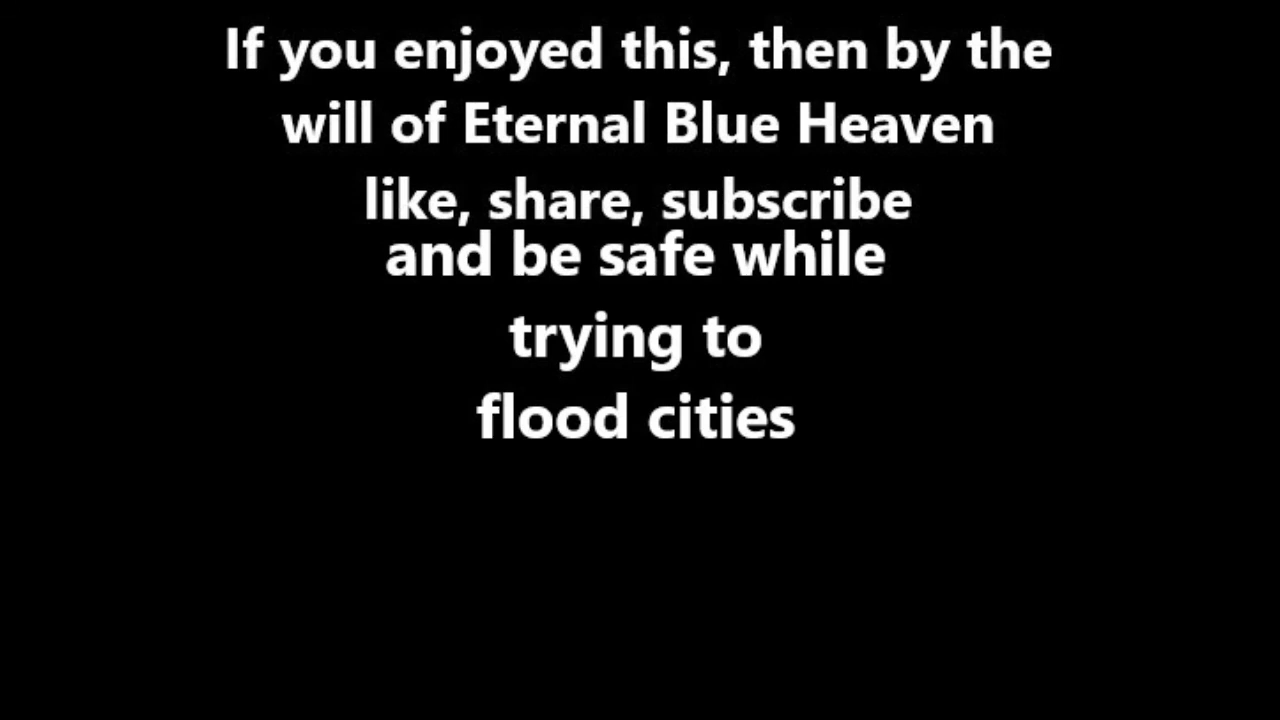 If you enjoyed this, then by the
will of Eternal Blue Heaven
like, share, subscribe
and be safe while
trying to
flood cities